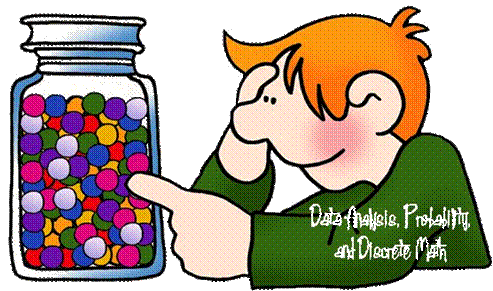 Data Analysis, Probability,
and Discrete Math